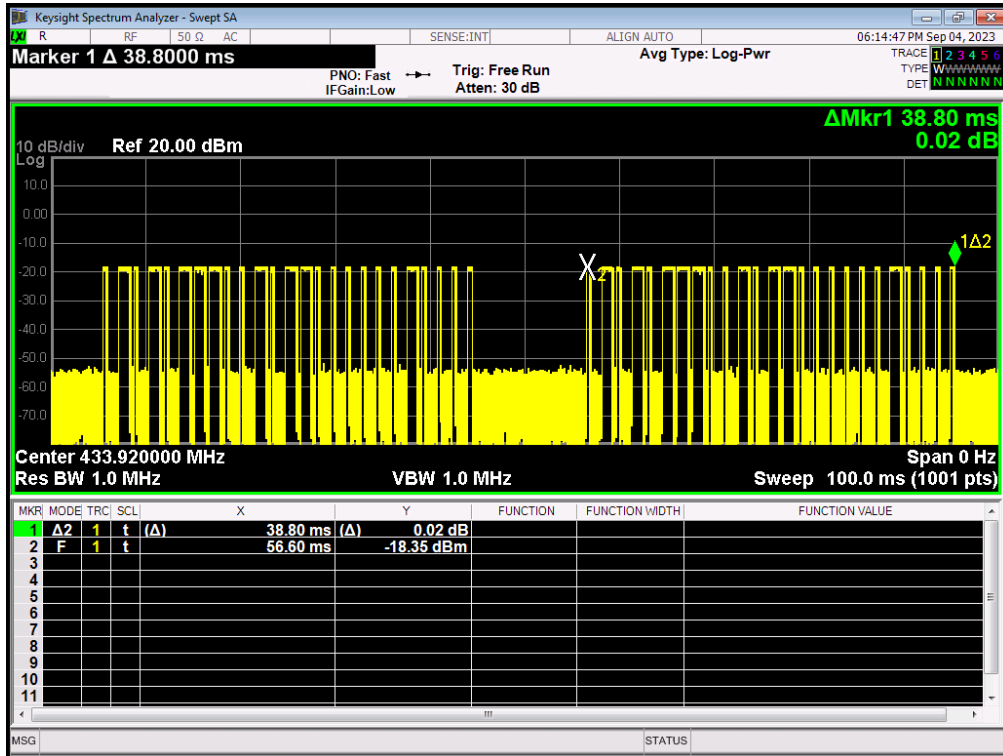 Keysight Spectrum Analyzer - Swept SA
LXI R RF 50 Ω AC SENSE:INT ALIGN AUTO 06:14:47 PM Sep 04, 2023
Marker 1 Δ 38.8000 ms
PNO: Fast
IFGain:Low
Trig: Free Run
Atten: 30 dB
Avg Type: Log-Pwr
TRACE 1 2 3 4 5 6
TYPE WWWWWW
DET N N N N N N
ΔMkr1 38.80 ms
0.02 dB
10 dB/div Ref 20.00 dBm
Log
10.0
0.00
-10.0
-20.0
-30.0
-40.0
-50.0
-60.0
-70.0
X2
1Δ2
Center 433.920000 MHz Span 0 Hz
Res BW 1.0 MHz VBW 1.0 MHz Sweep 100.0 ms (1001 pts)
MKR MODE TRC SCL X Y FUNCTION FUNCTION WIDTH FUNCTION VALUE
1 Δ2 1 t (Δ) 38.80 ms (Δ) 0.02 dB
2 F 1 t 56.60 ms -18.35 dBm
3
4
5
6
7
8
9
10
11
MSG STATUS